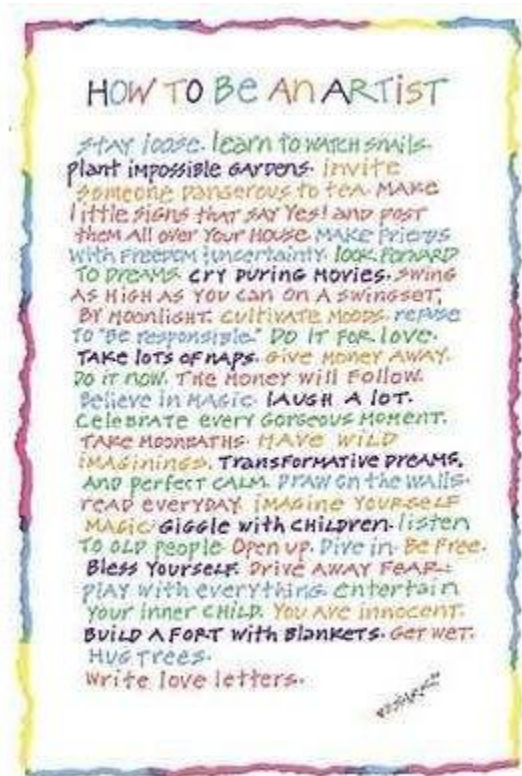 HOW TO BE AN ARTIST
STAY LOOSE. LEARN TO WATCH SNAILS.
PLANT IMPOSSIBLE GARDENS. INVITE
SOMEONE DANGEROUS TO TEA. MAKE
LITTLE SIGNS THAT SAY YES! AND POST
THEM ALL OVER YOUR HOUSE. MAKE FRIENDS
WITH FREEDOM & UNCERTAINTY. LOOK FORWARD
TO DREAMS. CRY DURING MOVIES. SWING
AS HIGH AS YOU CAN ON A SWINGSET,
BY MOONLIGHT. CULTIVATE MOODS. REFUSE
TO "BE RESPONSIBLE." DO IT FOR LOVE.
TAKE LOTS OF NAPS. GIVE MONEY AWAY.
DO IT NOW. THE MONEY WILL FOLLOW.
BELIEVE IN MAGIC. LAUGH A LOT.
CELEBRATE EVERY GORGEOUS MOMENT.
TAKE MOONBATHS. HAVE WILD
IMAGININGS. TRANSFORMATIVE DREAMS.
AND PERFECT CALM. DRAW ON THE WALLS.
READ EVERYDAY. IMAGINE YOURSELF
MAGIC. GIGGLE WITH CHILDREN. LISTEN
TO OLD PEOPLE. OPEN UP. DIVE IN. BE FREE.
BLESS YOURSELF. DRIVE AWAY FEAR.
PLAY WITH EVERYTHING. ENTERTAIN
YOUR INNER CHILD. YOU ARE INNOCENT.
BUILD A FORT WITH BLANKETS. GET WET.
HUG TREES.
WRITE LOVE LETTERS.